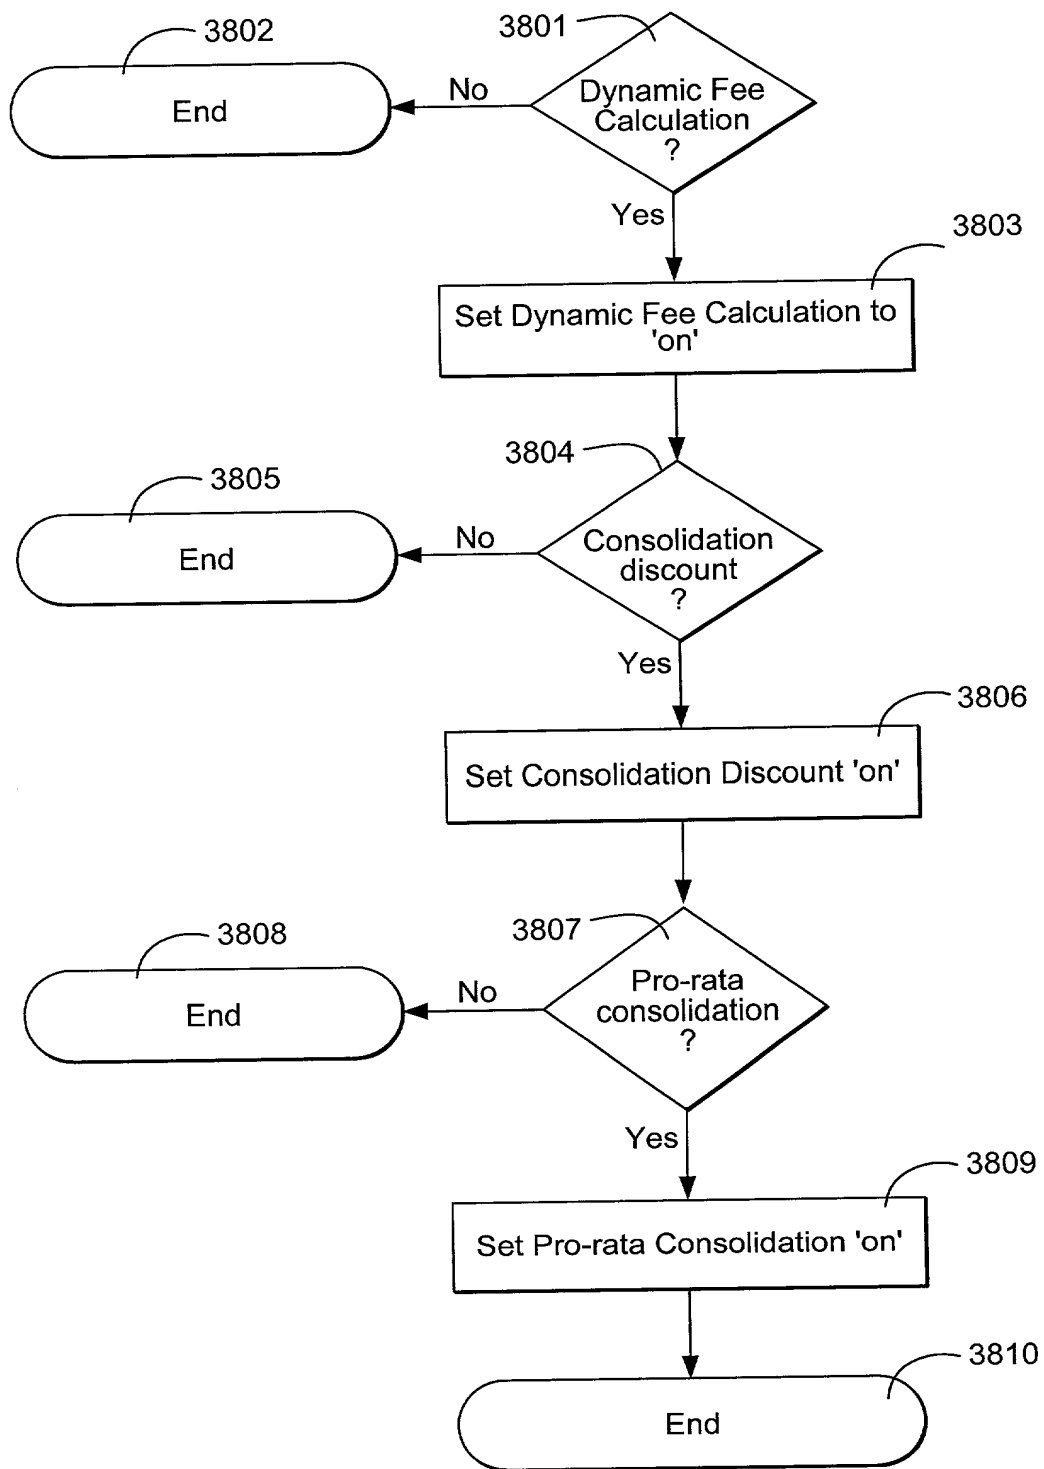 3802
3801
End
No
Dynamic Fee
Calculation
?
Yes
3803
Set Dynamic Fee Calculation to
'on'
3804
3805
End
No
Consolidation
discount
?
Yes
3806
Set Consolidation Discount 'on'
3807
3808
End
No
Pro-rata
consolidation
?
Yes
3809
Set Pro-rata Consolidation 'on'
3810
End